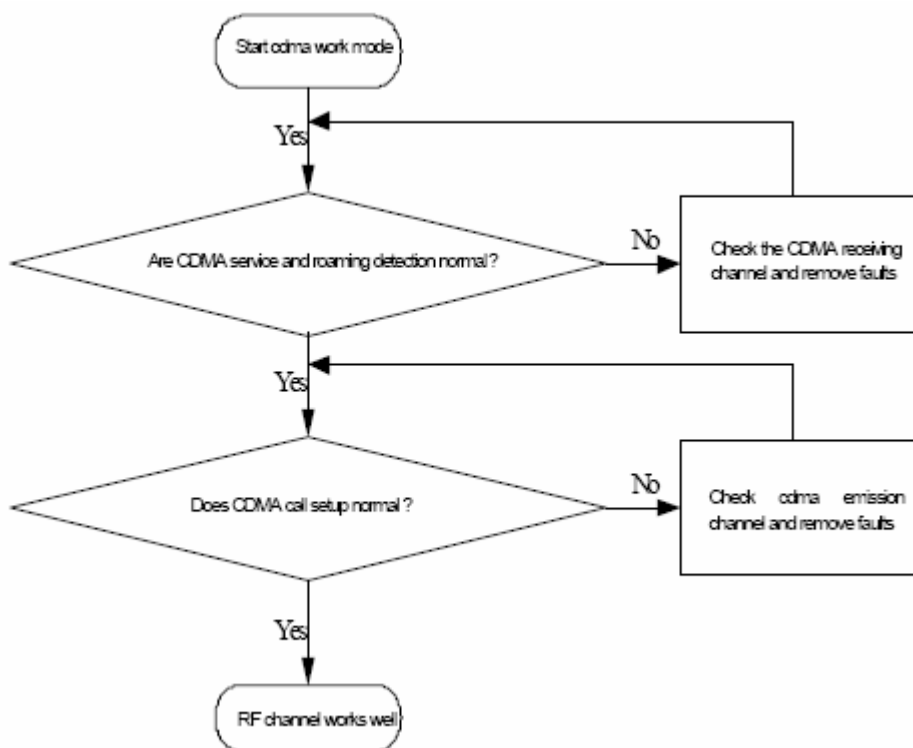 Start cdma work mode
Yes
Are CDMA service and roaming detection normal?
No
Check the CDMA receiving
channel and remove faults
Yes
Does CDMA call setup normal?
No
Check cdma emission
channel and remove faults
Yes
RF channel works well